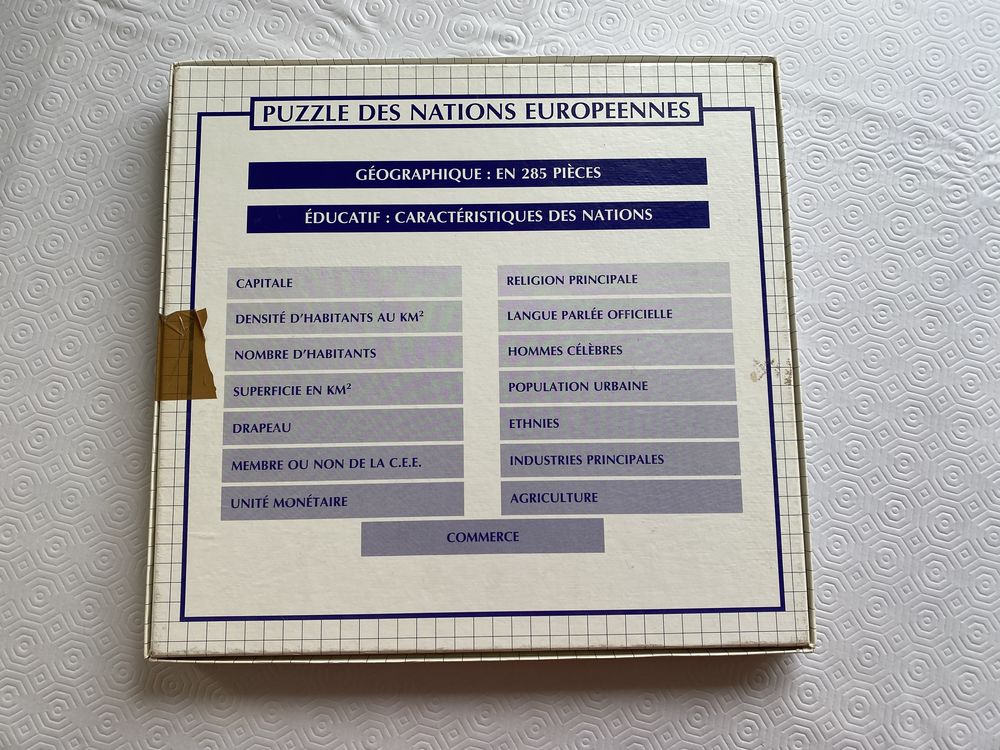 PUZZLE DES NATIONS EUROPEENNES
GÉOGRAPHIQUE : EN 285 PIÈCES
ÉDUCATIF : CARACTÉRISTIQUES DES NATIONS
CAPITALE
DENSITÉ D'HABITANTS AU KM²
NOMBRE D'HABITANTS
SUPERFICIE EN KM²
DRAPEAU
MEMBRE OU NON DE LA C.E.E.
UNITÉ MONÉTAIRE
RELIGION PRINCIPALE
LANGUE PARLÉE OFFICIELLE
HOMMES CÉLÈBRES
POPULATION URBAINE
ETHNIES
INDUSTRIES PRINCIPALES
AGRICULTURE
COMMERCE